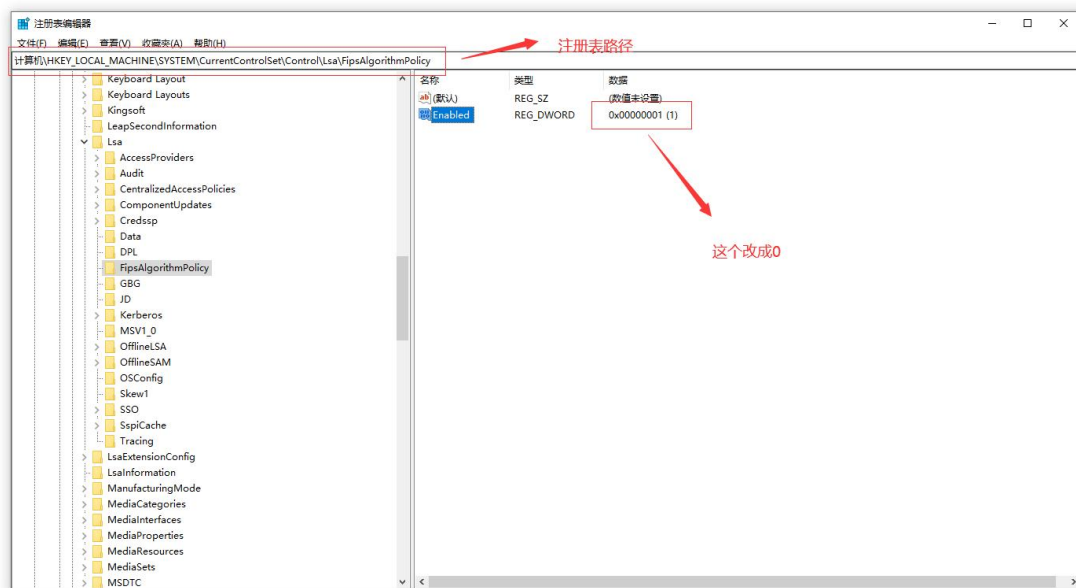 注册表编辑器
文件(F) 编辑(E) 查看(V) 收藏夹(A) 帮助(H)
注册表路径
计算机\HKEY_LOCAL_MACHINE\SYSTEM\CurrentControlSet\Control\Lsa\FipsAlgorithmPolicy
Keyboard Layout
Keyboard Layouts
Kingsoft
LeapSecondInformation
Lsa
AccessProviders
Audit
CentralizedAccessPolicies
ComponentUpdates
Credssp
Data
DPL
FipsAlgorithmPolicy
GBG
JD
Kerberos
MSV1_0
OfflineLSA
OfflineSAM
OSConfig
Skew1
SSO
SspiCache
Tracing
LsaExtensionConfig
LsaInformation
ManufacturingMode
MediaCategories
MediaInterfaces
MediaProperties
MediaResources
MediaSets
MSDTC
名称 类型 数据
ab (默认) REG_SZ (数值未设置)
Enabled REG_DWORD 0x00000001 (1)
这个改成0